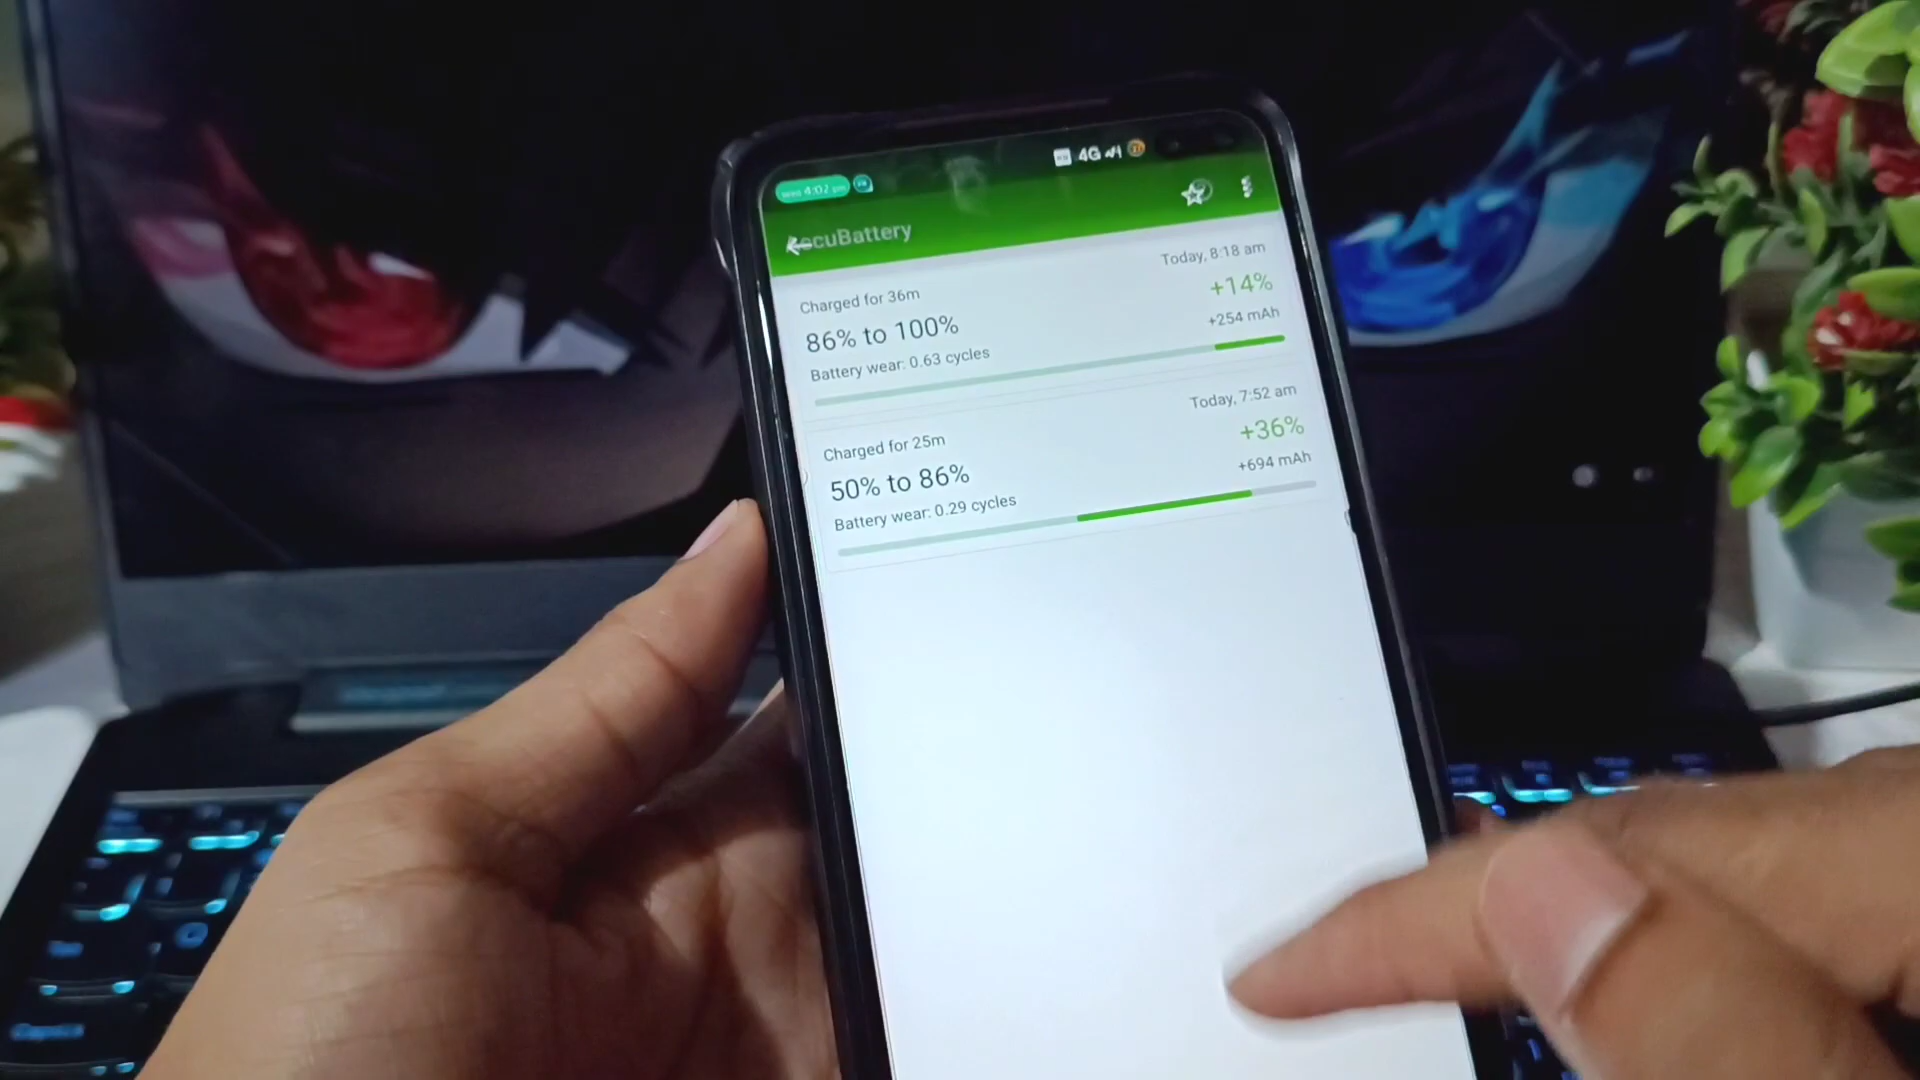 4:02 pm
4G
AccuBattery
Today, 8:18 am
Charged for 36m
+14%
86% to 100%
+254 mAh
Battery wear: 0.63 cycles
Today, 7:52 am
Charged for 25m
+36%
50% to 86%
+694 mAh
Battery wear: 0.29 cycles